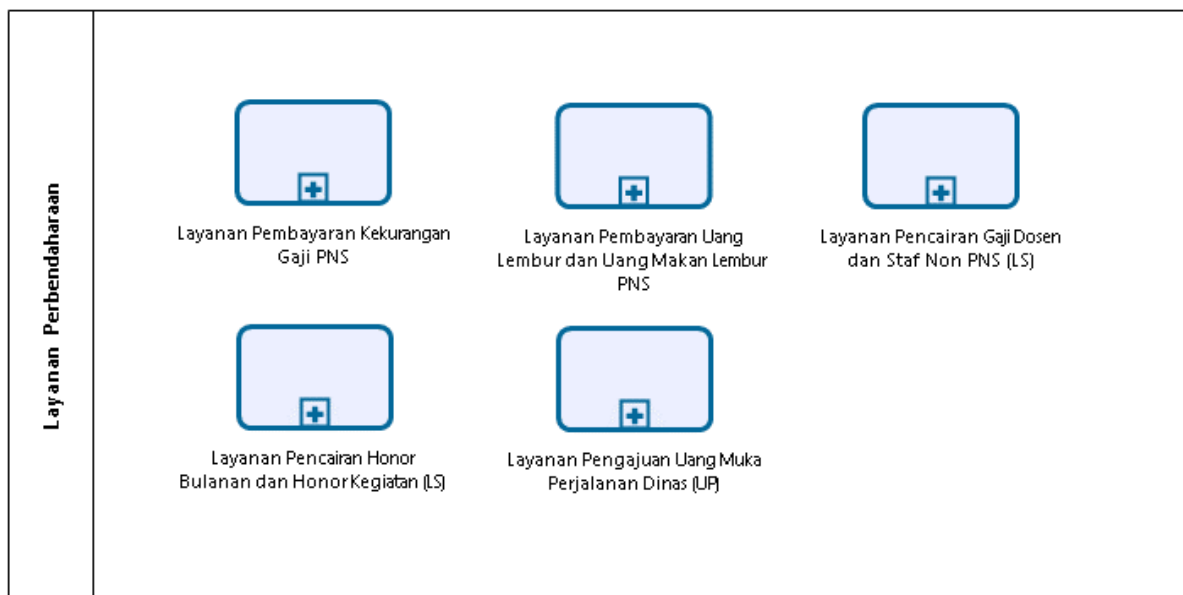 Layanan Perbendaharaan
Layanan Pembayaran Kekurangan
Gaji PNS
Layanan Pembayaran Uang
Lembur dan Uang Makan Lembur
PNS
Layanan Pencairan Gaji Dosen
dan Staf Non PNS (LS)
Layanan Pencairan Honor
Bulanan dan Honor Kegiatan (LS)
Layanan Pengajuan Uang Muka
Perjalanan Dinas (UP)